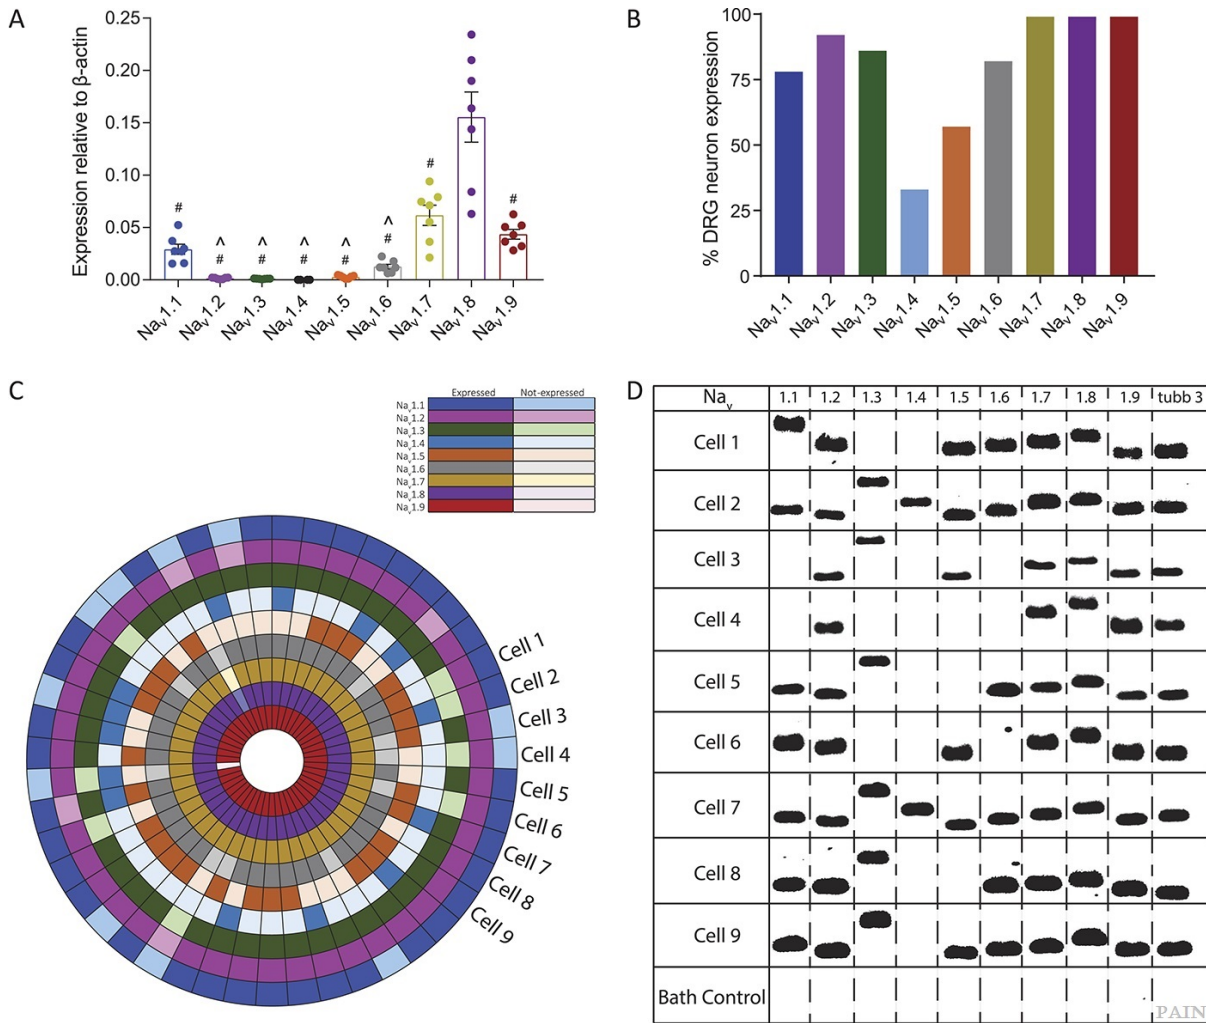 A
Expression relative to β-actin
0.25
0.20
0.15
0.10
0.05
0.00
#
^
#
^
#
^
#
^
#
^
#
#
#
Nav1.1
Nav1.2
Nav1.3
Nav1.4
Nav1.5
Nav1.6
Nav1.7
Nav1.8
Nav1.9
B
% DRG neuron expression
100
75
50
25
0
Nav1.1
Nav1.2
Nav1.3
Nav1.4
Nav1.5
Nav1.6
Nav1.7
Nav1.8
Nav1.9
C
Expressed Not-expressed
Nav1.1
Nav1.2
Nav1.3
Nav1.4
Nav1.5
Nav1.6
Nav1.7
Nav1.8
Nav1.9
Cell 1
Cell 2
Cell 3
Cell 4
Cell 5
Cell 6
Cell 7
Cell 8
Cell 9
D
Nav 1.1 1.2 1.3 1.4 1.5 1.6 1.7 1.8 1.9 tubb 3
Cell 1
Cell 2
Cell 3
Cell 4
Cell 5
Cell 6
Cell 7
Cell 8
Cell 9
Bath Control
PAIN